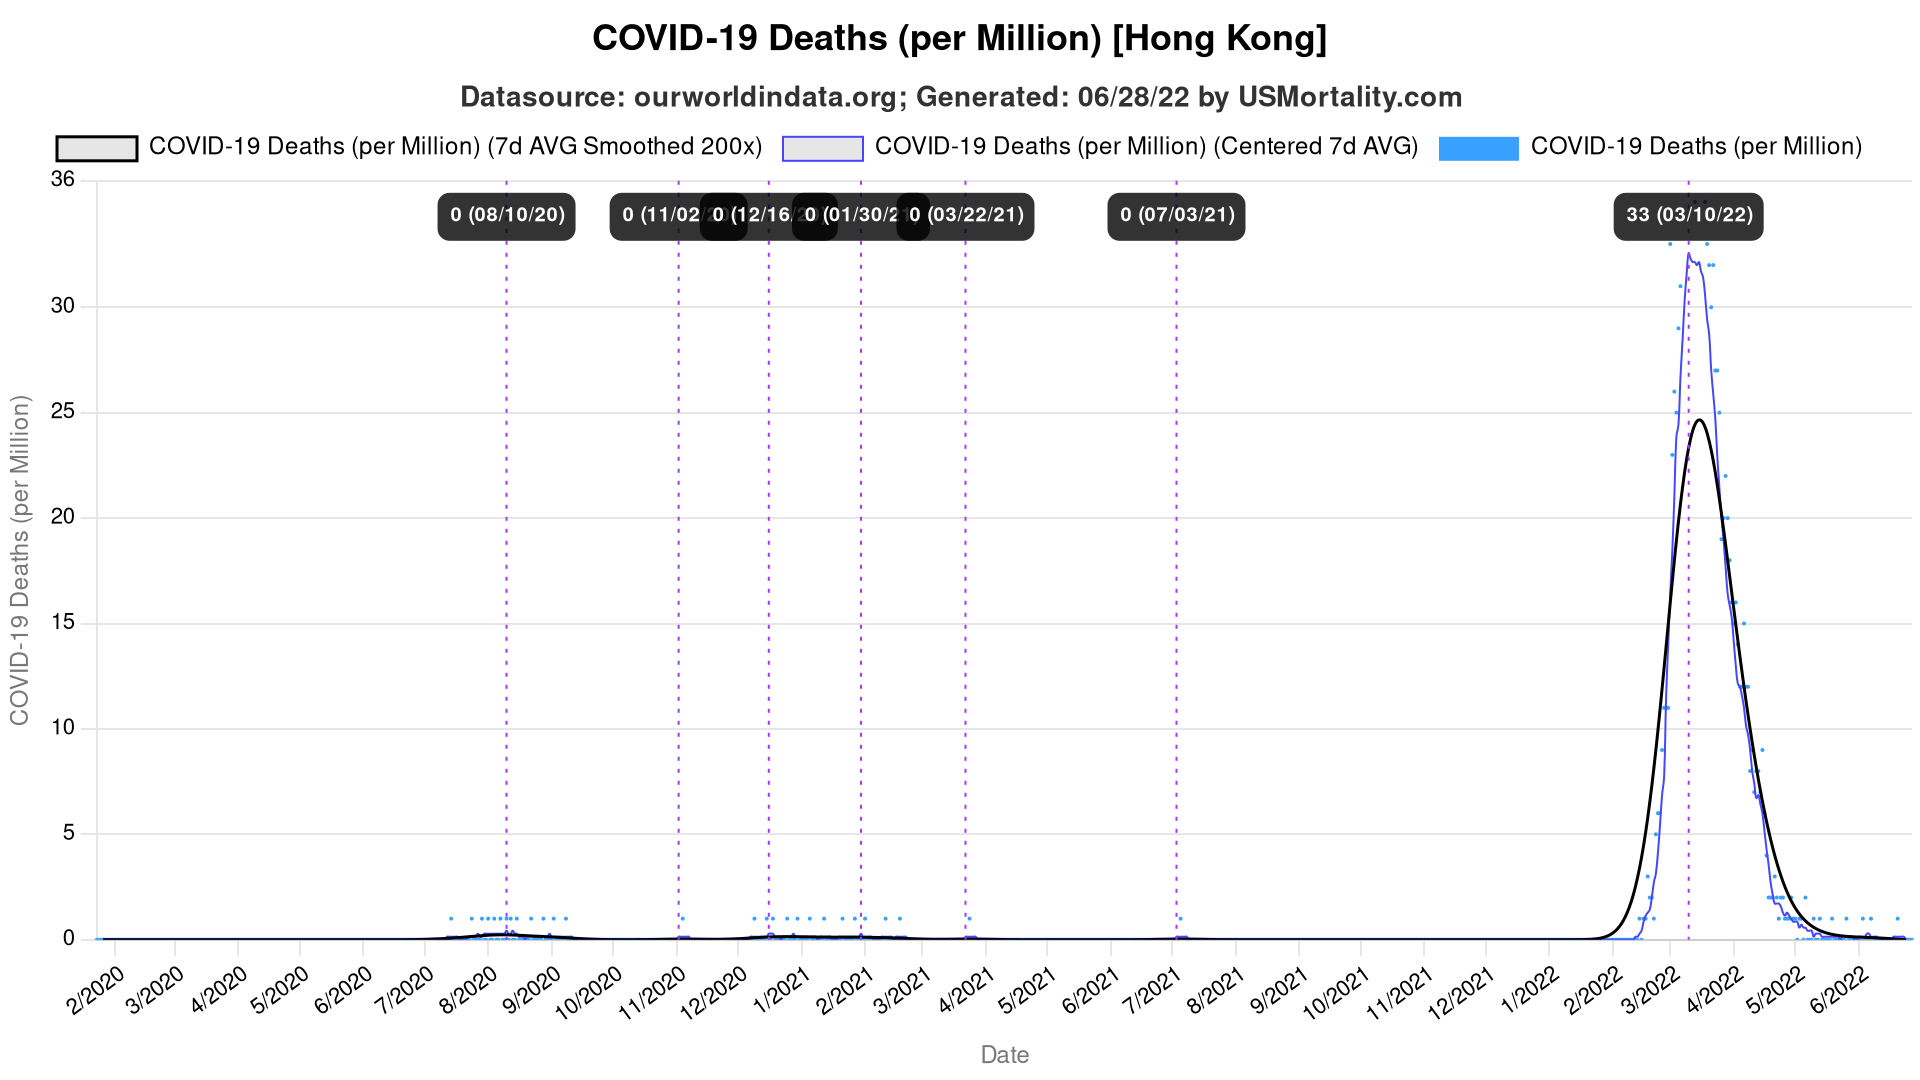 COVID-19 Deaths (per Million) [Hong Kong]
Datasource: ourworldindata.org; Generated: 06/28/22 by USMortality.com
COVID-19 Deaths (per Million) (7d AVG Smoothed 200x) COVID-19 Deaths (per Million) (Centered 7d AVG) COVID-19 Deaths (per Million)
0 (08/10/20) 0 (11/02/20) 0 (12/16/20) 0 (01/30/21) 0 (03/22/21) 0 (07/03/21) 33 (03/10/22)
36
30
25
20
15
10
5
0
COVID-19 Deaths (per Million)
2/2020 3/2020 4/2020 5/2020 6/2020 7/2020 8/2020 9/2020 10/2020 11/2020 12/2020 1/2021 2/2021 3/2021 4/2021 5/2021 6/2021 7/2021 8/2021 9/2021 10/2021 11/2021 12/2021 1/2022 2/2022 3/2022 4/2022 5/2022 6/2022
Date